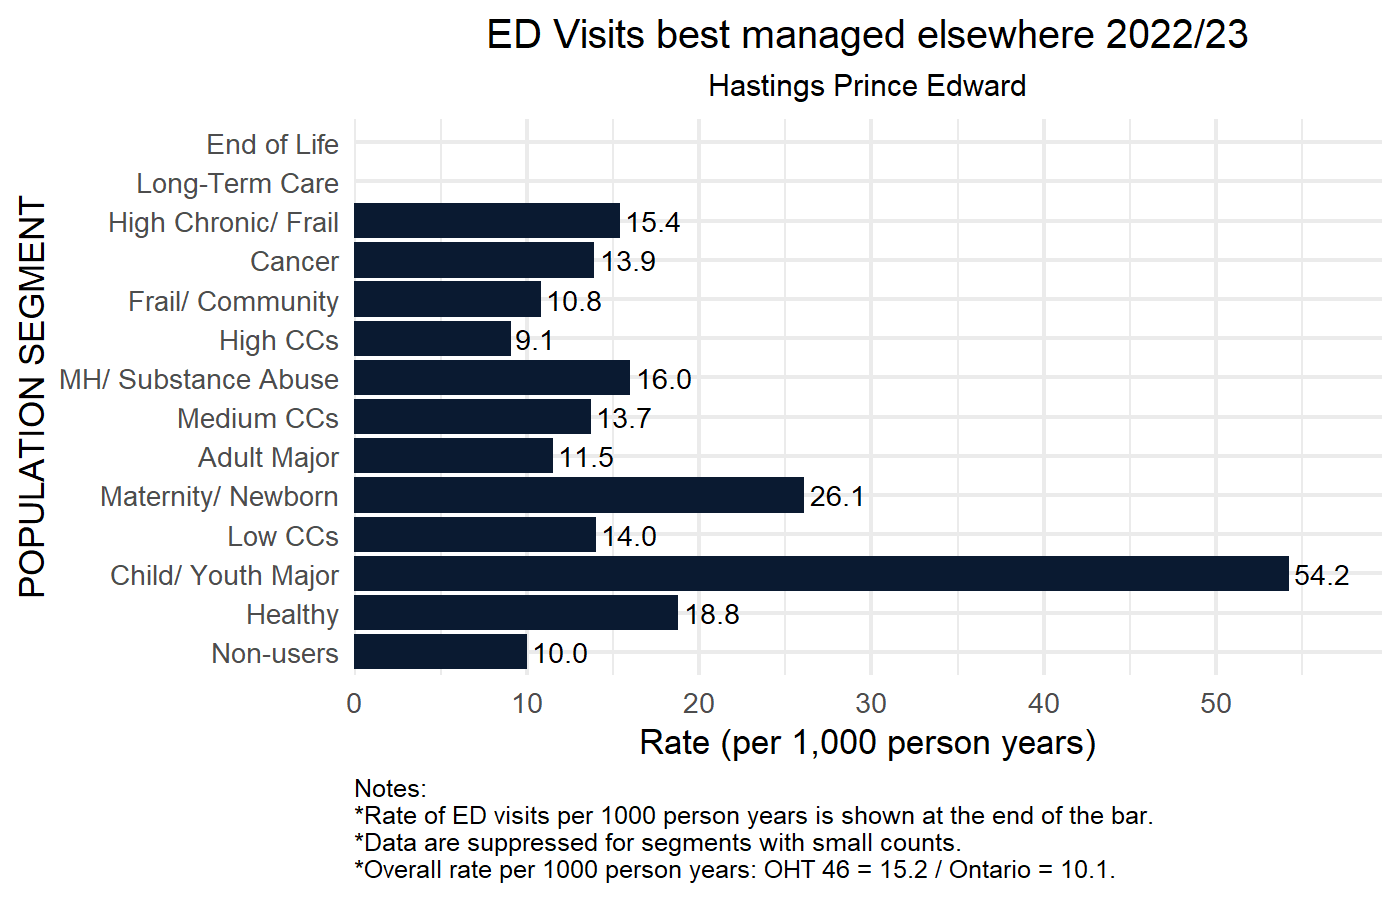 ED Visits best managed elsewhere 2022/23
Hastings Prince Edward
POPULATION SEGMENT
End of Life
Long-Term Care
High Chronic/ Frail 15.4
Cancer 13.9
Frail/ Community 10.8
High CCs 9.1
MH/ Substance Abuse 16.0
Medium CCs 13.7
Adult Major 11.5
Maternity/ Newborn 26.1
Low CCs 14.0
Child/ Youth Major 54.2
Healthy 18.8
Non-users 10.0
0 10 20 30 40 50
Rate (per 1,000 person years)
Notes:
*Rate of ED visits per 1000 person years is shown at the end of the bar.
*Data are suppressed for segments with small counts.
*Overall rate per 1000 person years: OHT 46 = 15.2 / Ontario = 10.1.